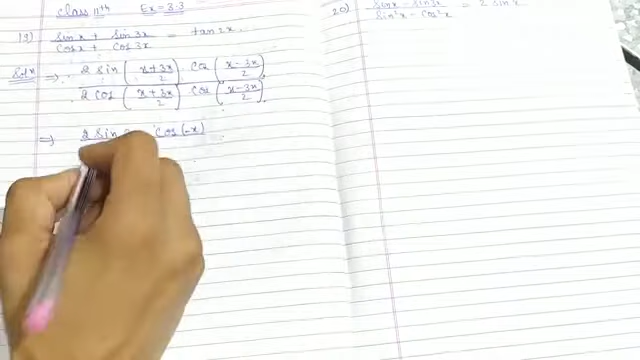 Class 11th Ex = 3.3
19) sin x + sin 3x / cos x + cos 3x = tan 2x.
Solⁿ ⇒ 2 sin (x+3x / 2) . cos (x-3x / 2) / 2 cos (x+3x / 2) cos (x-3x / 2)
⇒ 2 sin cos (-x)
20) sin x - sin 3x / sin²x - cos²x = 2 sin x